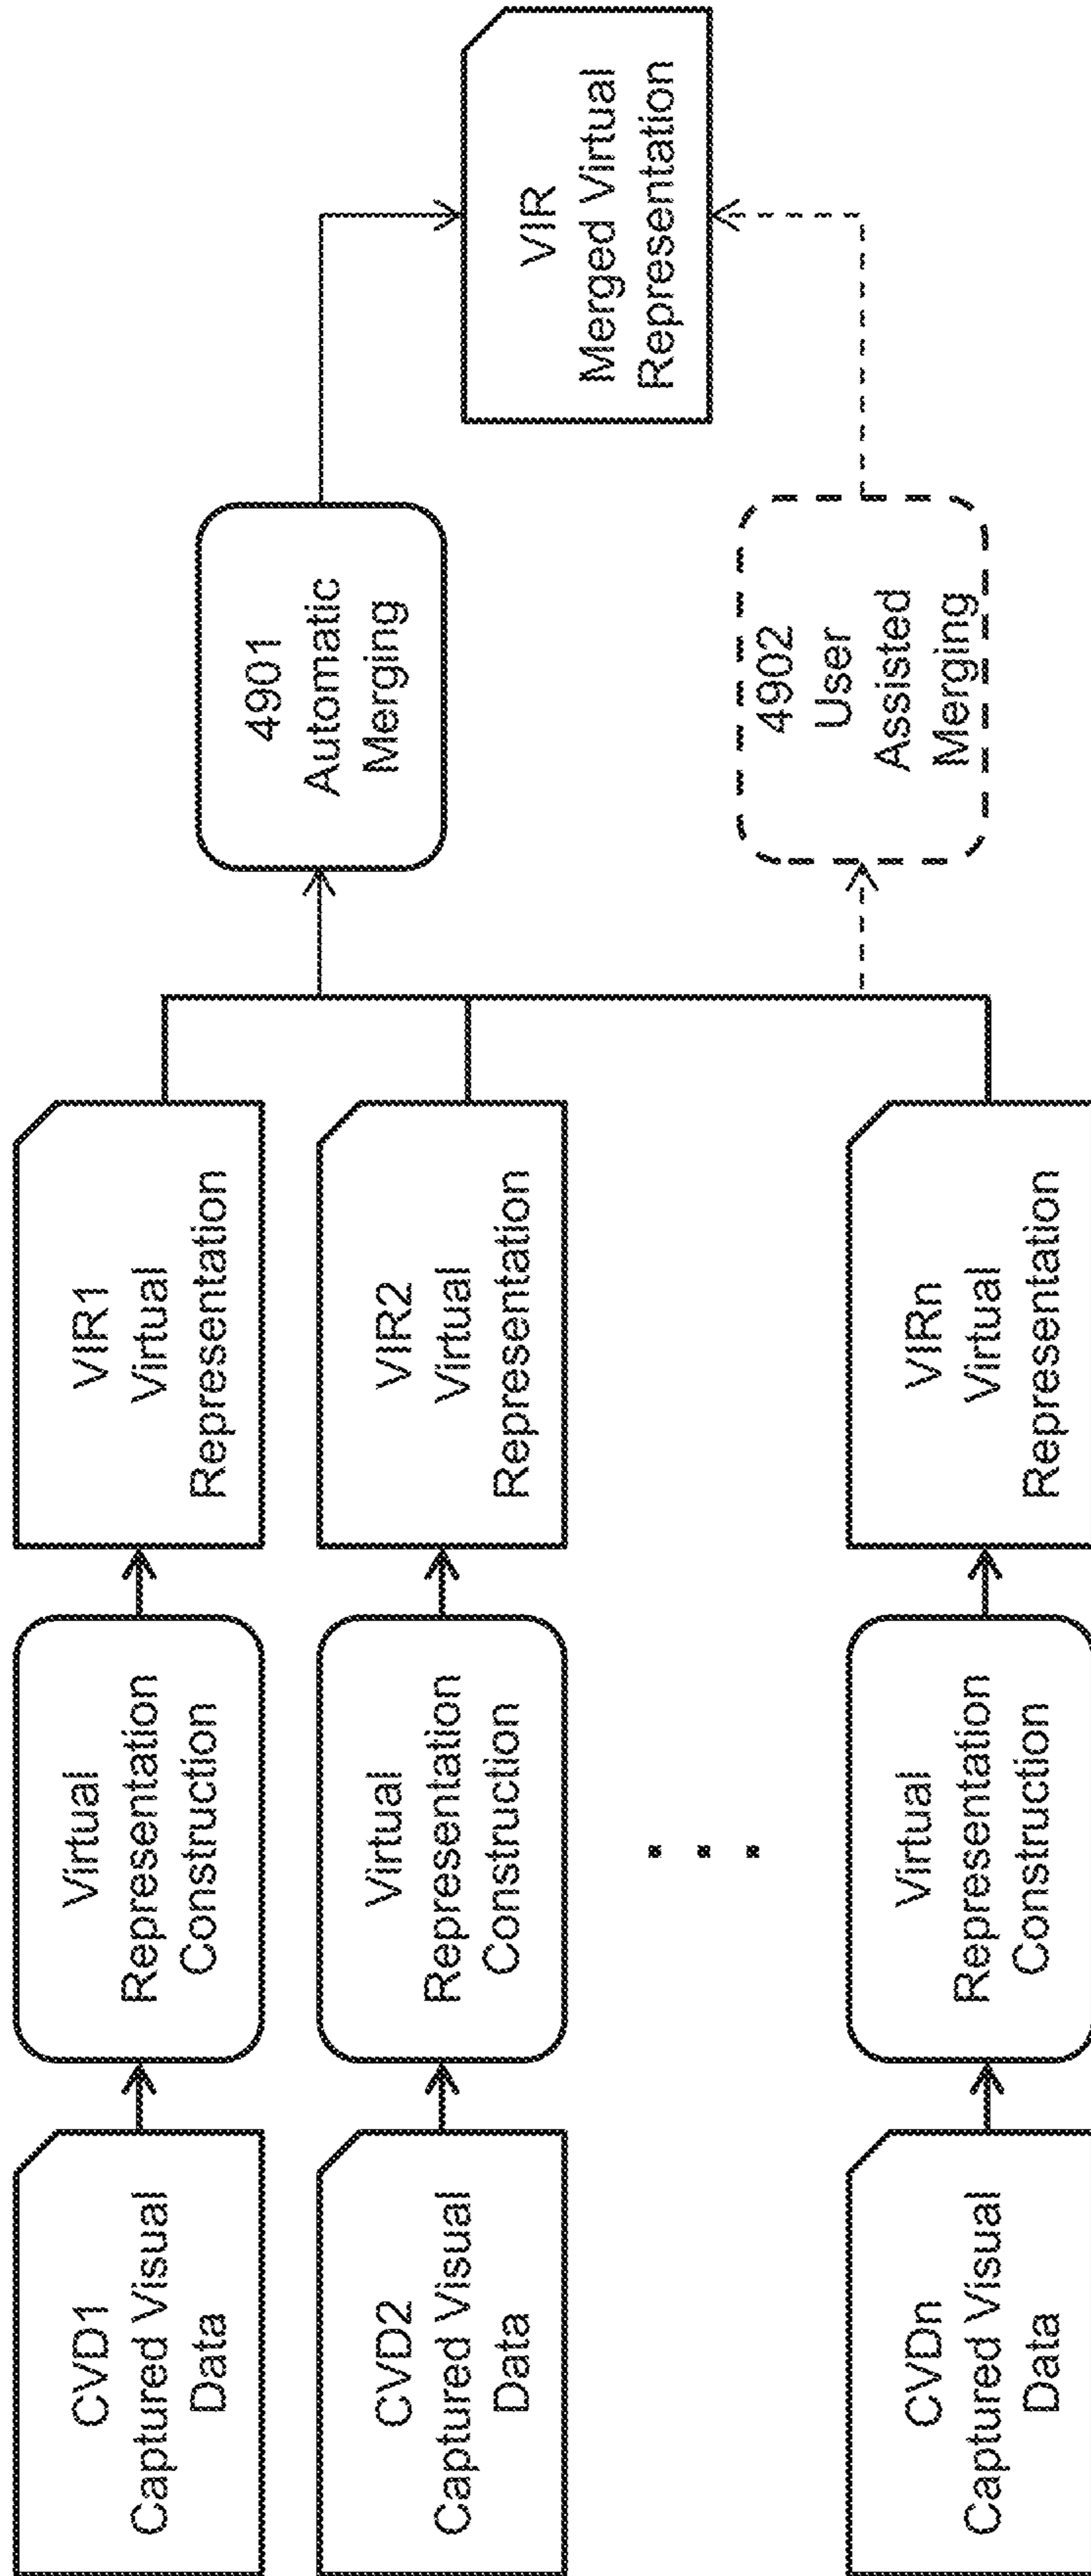 CVD1
Captured Visual
Data
Virtual
Representation
Construction
VIR1
Virtual
Representation
CVD2
Captured Visual
Data
Virtual
Representation
Construction
VIR2
Virtual
Representation
CVDn
Captured Visual
Data
Virtual
Representation
Construction
VIRn
Virtual
Representation
4901
Automatic
Merging
4902
User
Assisted
Merging
VIR
Merged Virtual
Representation